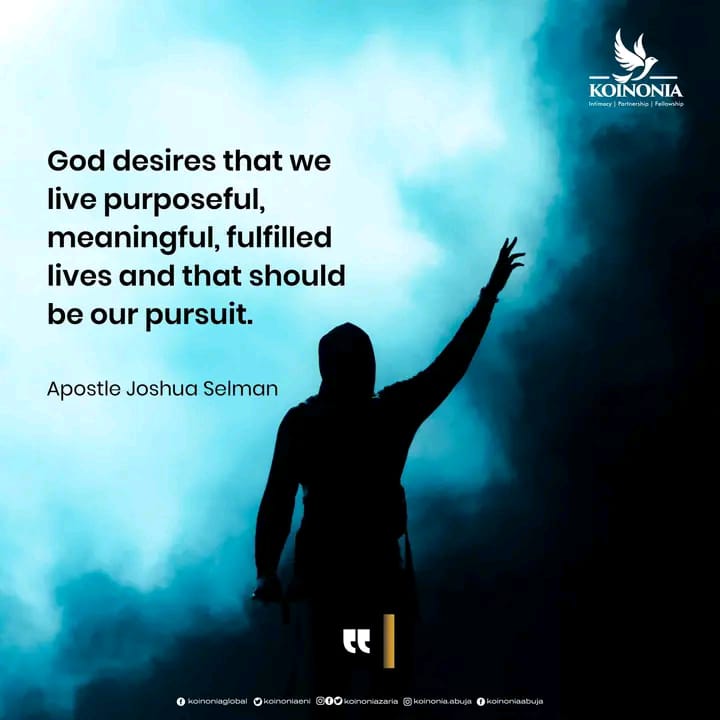 KOINONIA
Intimacy | Partnership | Fellowship
God desires that we
live purposeful,
meaningful, fulfilled
lives and that should
be our pursuit.
Apostle Joshua Selman
koinoniaglobal koinoniaeni koinoniazaria koinonia.abuja koinoniaabuja